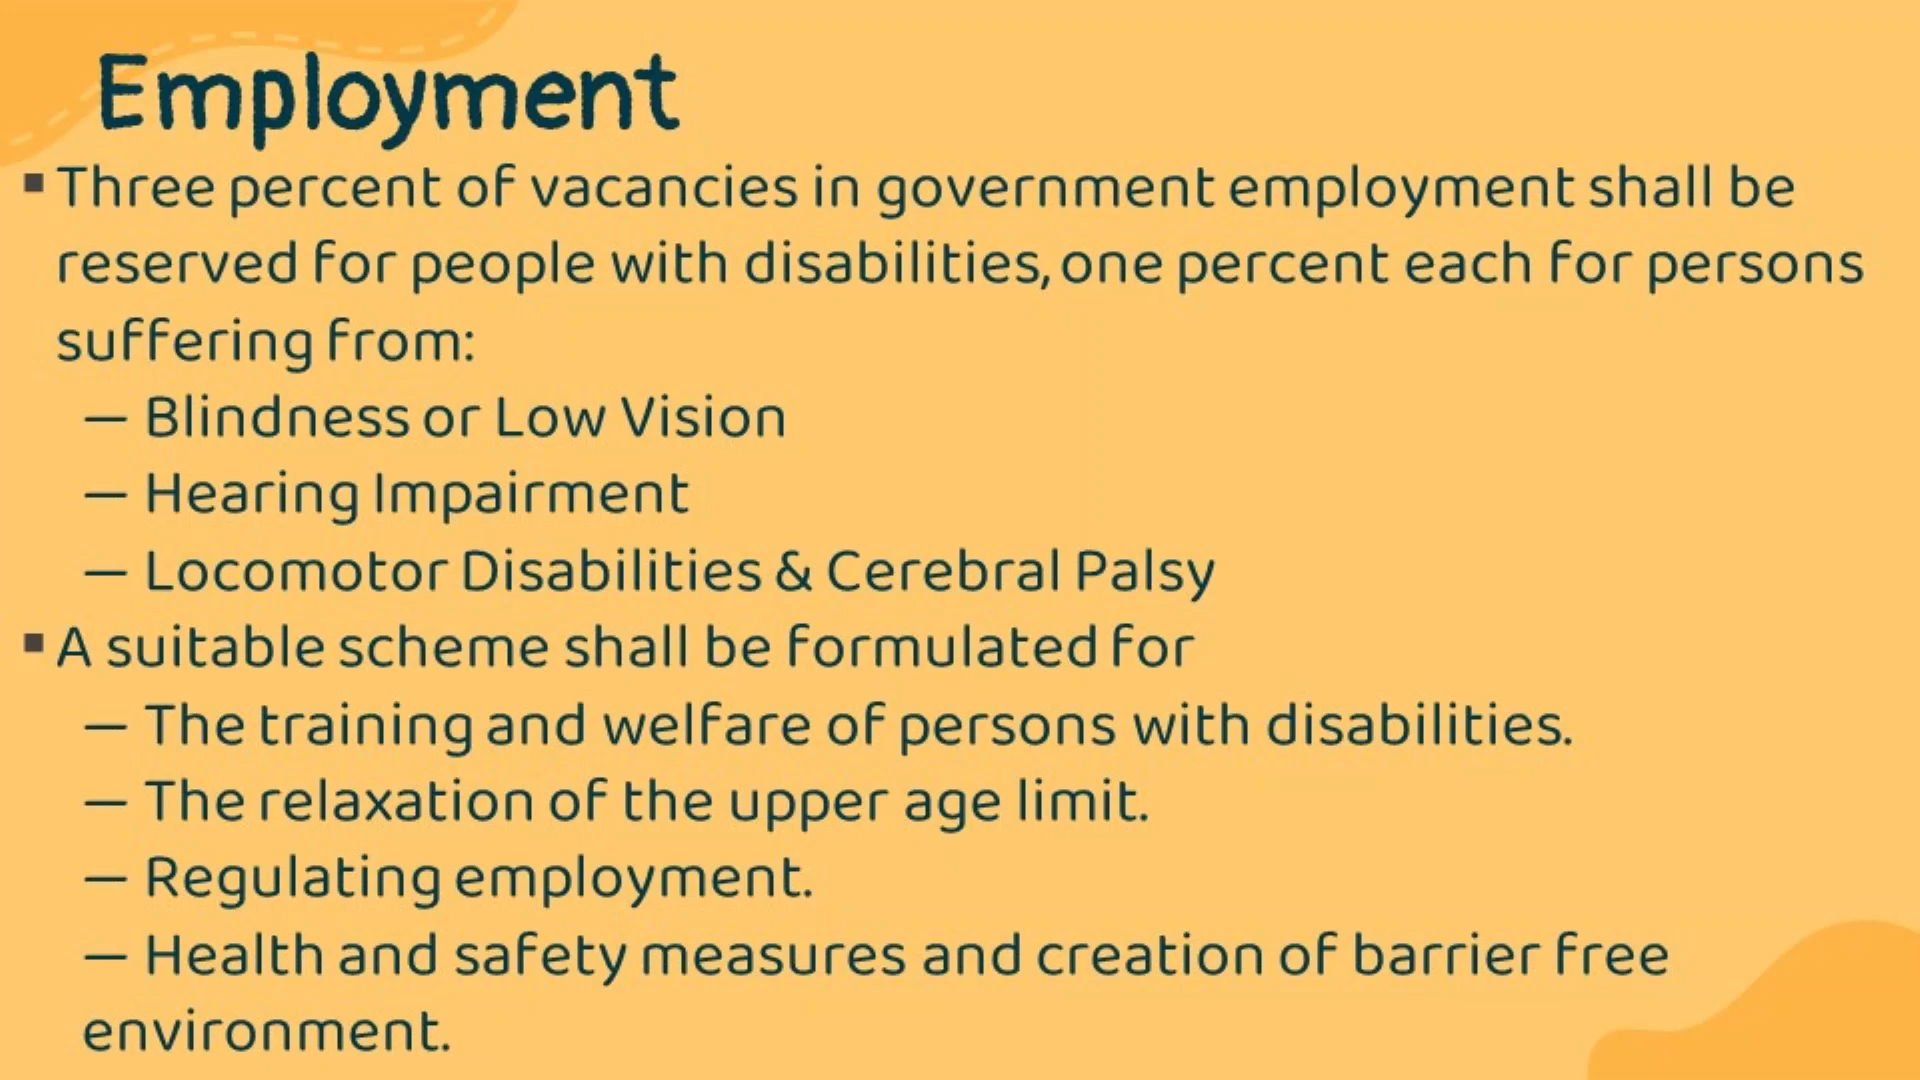 Employment
▪ Three percent of vacancies in government employment shall be
reserved for people with disabilities, one percent each for persons
suffering from:
— Blindness or Low Vision
— Hearing Impairment
— Locomotor Disabilities & Cerebral Palsy
▪ A suitable scheme shall be formulated for
— The training and welfare of persons with disabilities.
— The relaxation of the upper age limit.
— Regulating employment.
— Health and safety measures and creation of barrier free
environment.